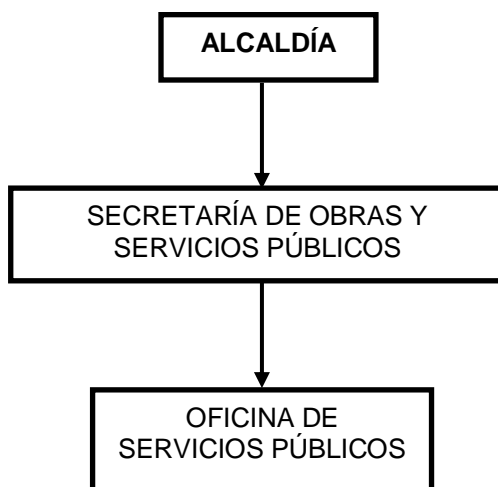 ALCALDÍA
SECRETARÍA DE OBRAS Y
SERVICIOS PÚBLICOS
OFICINA DE
SERVICIOS PÚBLICOS